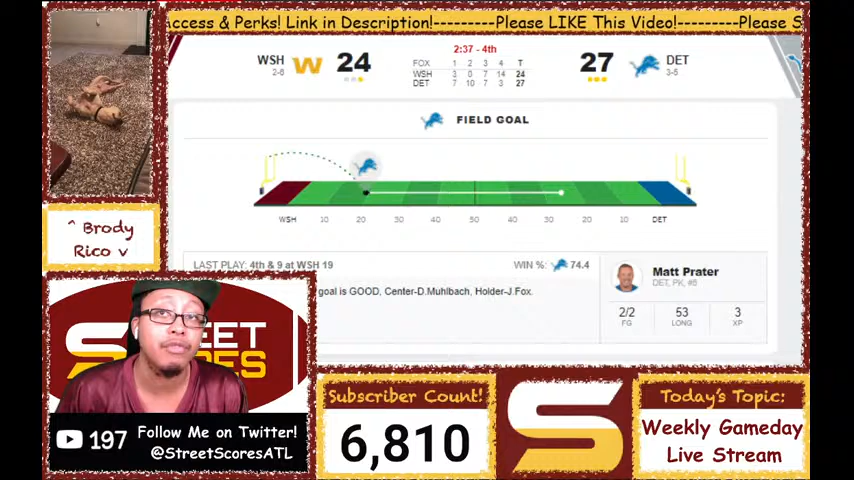 Access & Perks! Link in Description!---------Please LIKE This Video!---------Please S
WSH
2-6
W
24
2:37 - 4th
FOX 1 2 3 4 T
WSH 3 0 7 14 24
DET 7 10 7 3 27
27
DET
3-5
FIELD GOAL
WSH 10 20 30 40 50 40 30 20 10 DET
LAST PLAY: 4th & 9 at WSH 19
WIN %: 74.4
goal is GOOD, Center-D.Muhlbach, Holder-J.Fox.
Matt Prater
DET, PK, #5
2/2 53 3
FG LONG XP
^ Brody
Rico v
STREET
SCORES
197
Follow Me on Twitter!
@StreetScoresATL
Subscriber Count!
6,810
S
Today's Topic:
Weekly Gameday
Live Stream